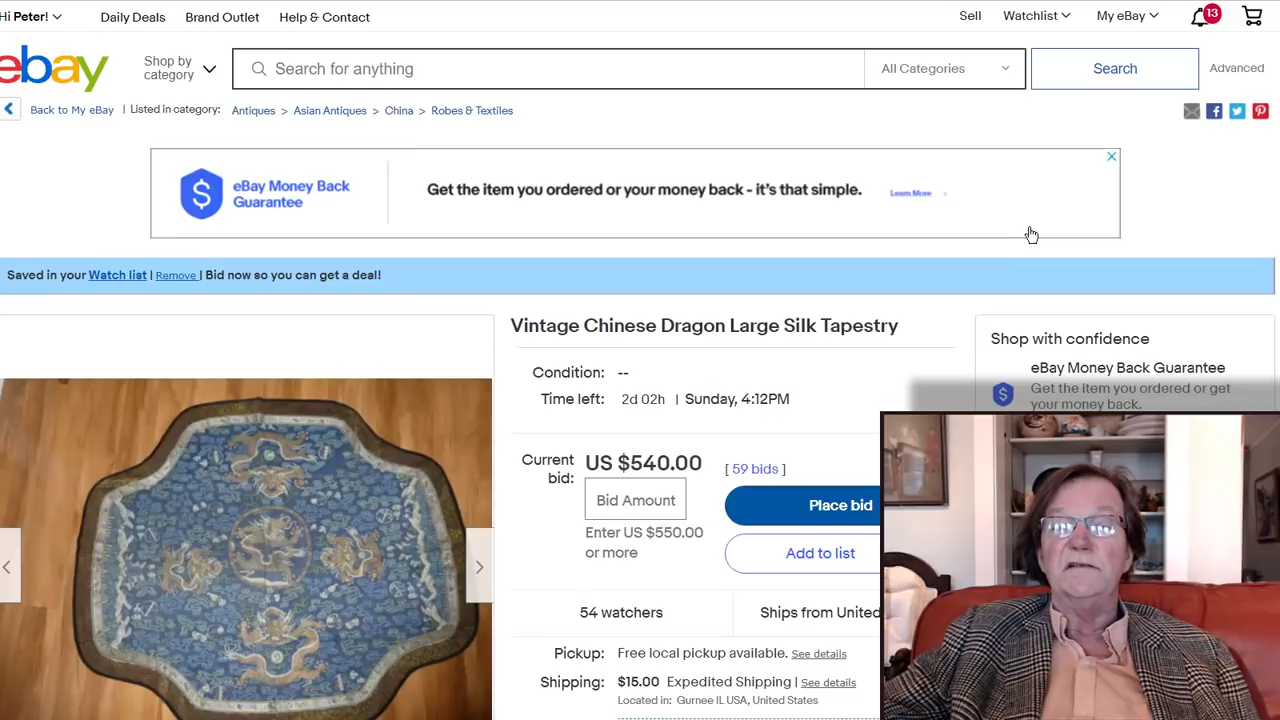 Hi Peter!
Daily Deals
Brand Outlet
Help & Contact
Sell
Watchlist
My eBay
13
ebay
Shop by
category
Search for anything
All Categories
Search
Advanced
Back to My eBay
| Listed in category:
Antiques > Asian Antiques > China > Robes & Textiles
eBay Money Back
Guarantee
Get the item you ordered or your money back - it's that simple.
Learn More
Saved in your Watch list | Remove | Bid now so you can get a deal!
Vintage Chinese Dragon Large Silk Tapestry
Condition: --
Time left: 2d 02h | Sunday, 4:12PM
Current
bid:
US $540.00
[ 59 bids ]
Bid Amount
Place bid
Enter US $550.00
or more
Add to list
54 watchers
Ships from United
Pickup: Free local pickup available. See details
Shipping: $15.00 Expedited Shipping | See details
Located in: Gurnee IL USA, United States
Shop with confidence
eBay Money Back Guarantee
Get the item you ordered or get
your money back.